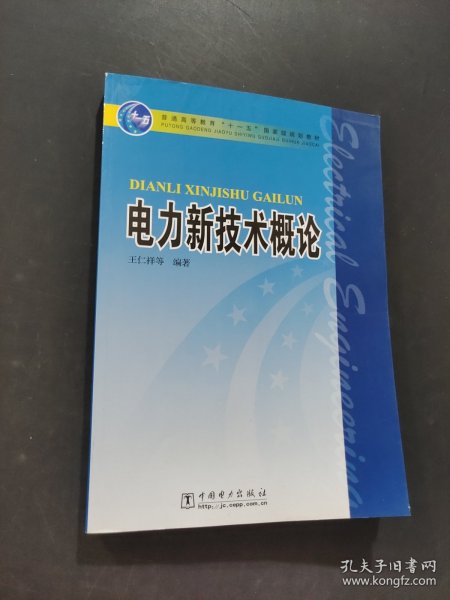 十一五
普通高等教育“十一五”国家级规划教材
PUTONG GAODENG JIAOYU SHIYIWU GUOJIAJI GUIHUA JIAOCAI
DIANLI XINJISHU GAILUN
电力新技术概论
王仁祥等 编著
Electrical Engineering
中国电力出版社
http://jc.cepp.com.cn
孔夫子旧书网
www.kongfz.com